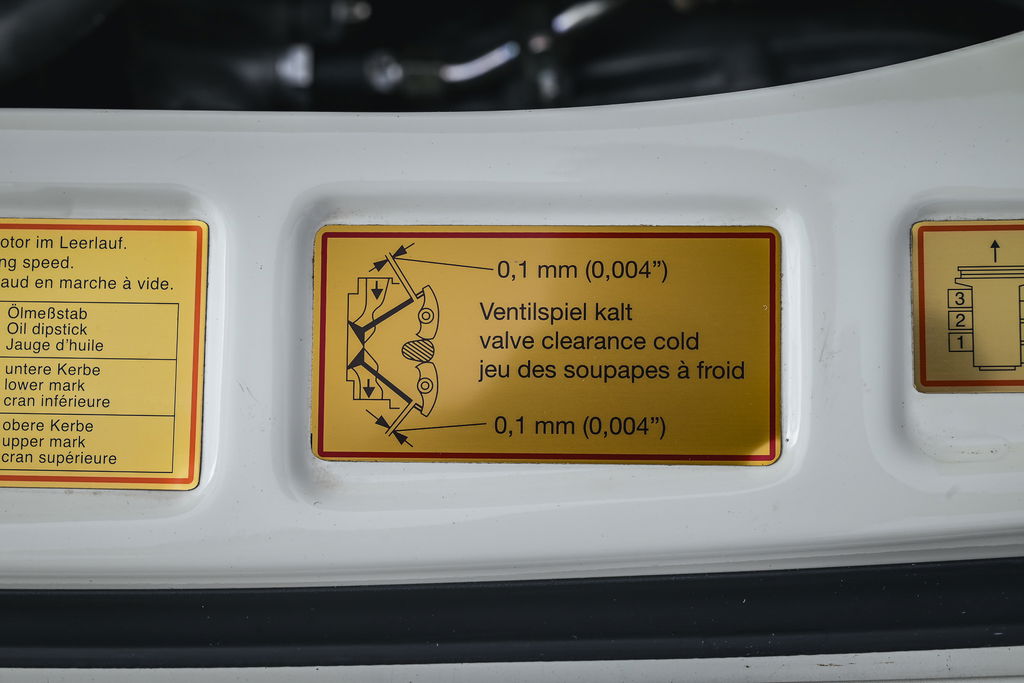 otor im Leerlauf.
ng speed.
aud en marche à vide.
Ölmeßstab
Oil dipstick
Jauge d'huile
untere Kerbe
lower mark
cran inférieure
obere Kerbe
upper mark
cran supérieure
0,1 mm (0,004”)
Ventilspiel kalt
valve clearance cold
jeu des soupapes à froid
0,1 mm (0,004”)
3
2
1